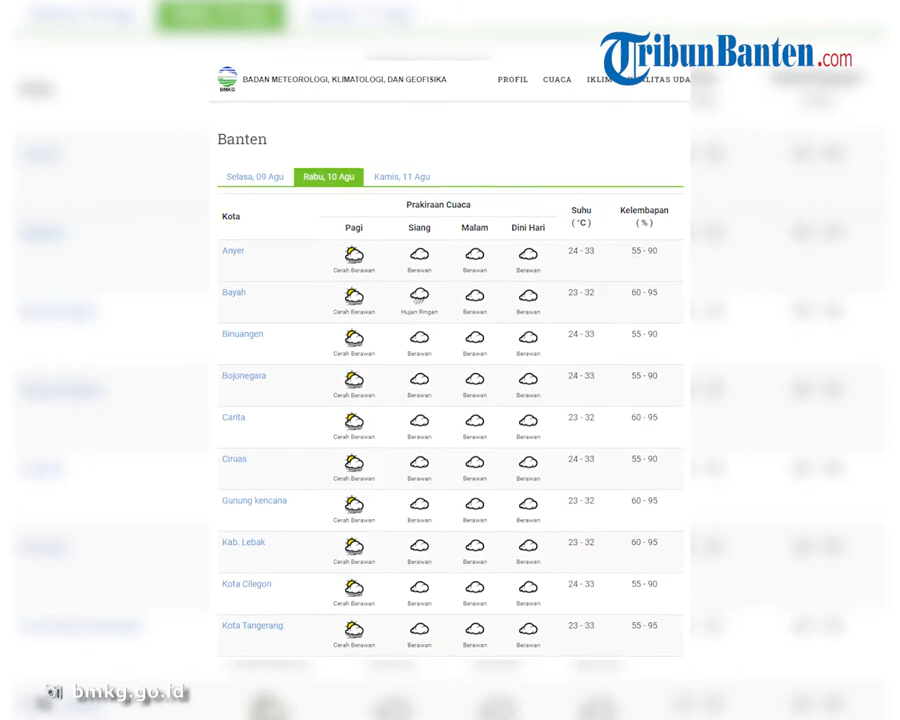 TribunBanten.com
BMKG
BADAN METEOROLOGI, KLIMATOLOGI, DAN GEOFISIKA
PROFIL CUACA IKLIM
Banten
Selasa, 09 Agu Rabu, 10 Agu Kamis, 11 Agu
Kota Prakiraan Cuaca Suhu (°C) Kelembapan (%)
Pagi Siang Malam Dini Hari
Anyer 24 - 33 55 - 90
Cerah Berawan Berawan Berawan Berawan
Bayah 23 - 32 60 - 95
Cerah Berawan Hujan Ringan Berawan Berawan
Binuangen 24 - 33 55 - 90
Cerah Berawan Berawan Berawan Berawan
Bojonegara 24 - 33 55 - 90
Cerah Berawan Berawan Berawan Berawan
Carita 23 - 32 60 - 95
Cerah Berawan Berawan Berawan Berawan
Ciruas 24 - 33 55 - 90
Cerah Berawan Berawan Berawan Berawan
Gunung kencana 23 - 32 60 - 95
Cerah Berawan Berawan Berawan Berawan
Kab. Lebak 23 - 32 60 - 95
Cerah Berawan Berawan Berawan Berawan
Kota Cilegon 24 - 33 55 - 90
Cerah Berawan Berawan Berawan Berawan
Kota Tangerang 23 - 33 55 - 95
Cerah Berawan Berawan Berawan Berawan
bmkg.go.id